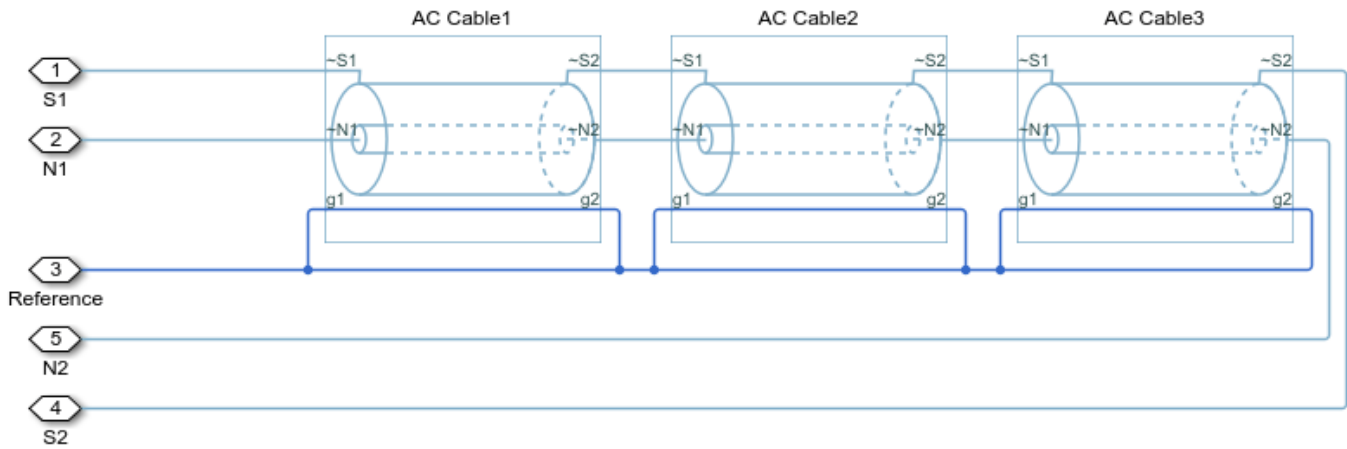 AC Cable1 AC Cable2 AC Cable3
~S1 ~S2 ~S1 ~S2 ~S1 ~S2
1
S1
~N1 ~N2 ~N1 ~N2 ~N1 ~N2
2
N1
g1 g2 g1 g2 g1 g2
3
Reference
5
N2
4
S2